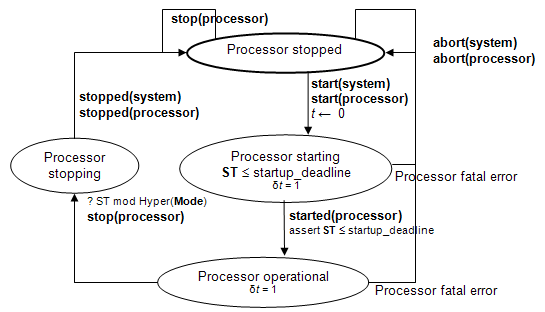 stop(processor)
Processor stopped
abort(system)
abort(processor)
start(system)
start(processor)
t ← 0
stopped(system)
stopped(processor)
Processor
stopping
Processor starting
ST ≤ startup_deadline
δt = 1
Processor fatal error
? ST mod Hyper(Mode)
stop(processor)
started(processor)
assert ST ≤ startup_deadline
Processor operational
δt = 1
Processor fatal error